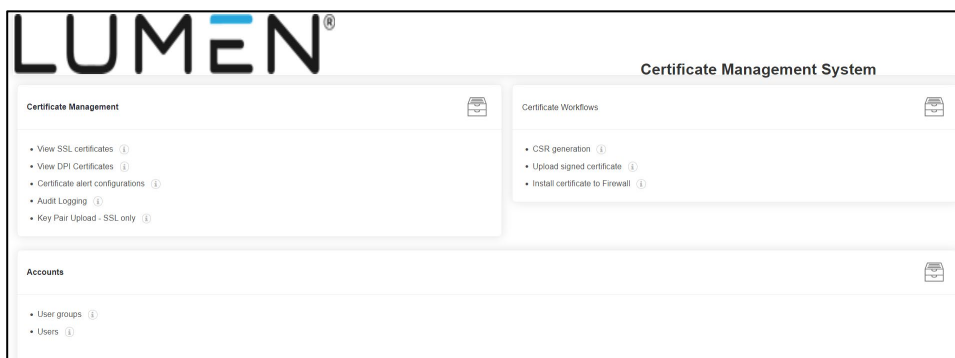 LUMEN®
Certificate Management System
Certificate Management
• View SSL certificates i
• View DPI Certificates i
• Certificate alert configurations i
• Audit Logging i
• Key Pair Upload - SSL only i
Certificate Workflows
• CSR generation i
• Upload signed certificate i
• Install certificate to Firewall i
Accounts
• User groups i
• Users i